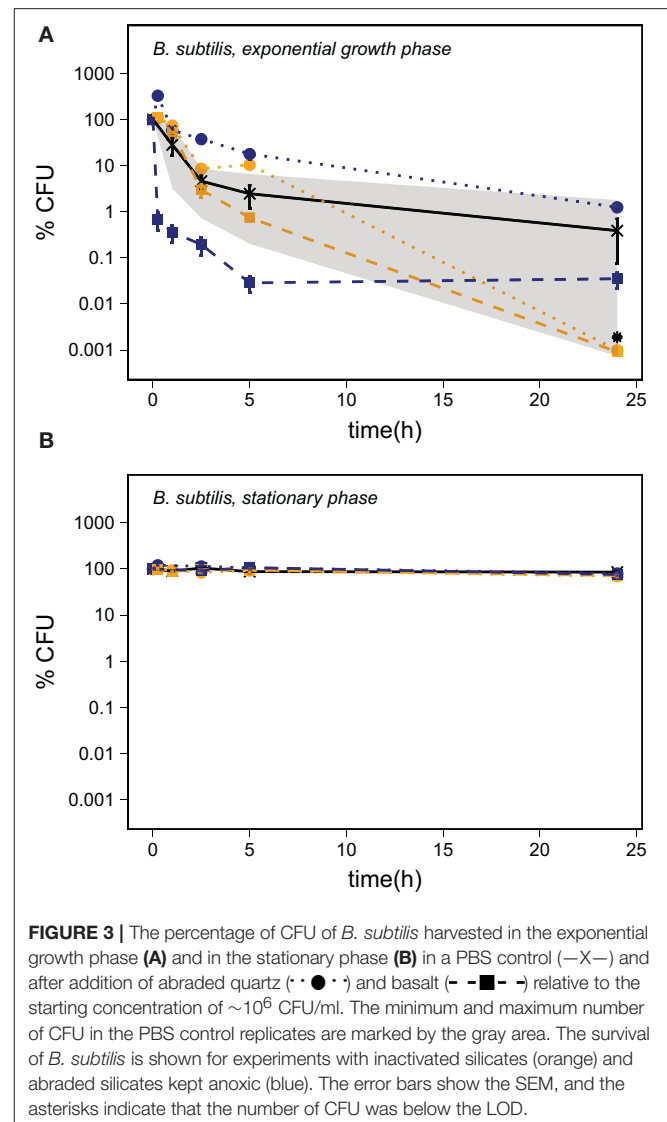 A
B. subtilis, exponential growth phase
1000
100
10
1
0.1
0.01
0.001
% CFU
0 5 10 15 20 25
time(h)
B
B. subtilis, stationary phase
1000
100
10
1
0.1
0.01
0.001
% CFU
0 5 10 15 20 25
time(h)
FIGURE 3 | The percentage of CFU of B. subtilis harvested in the exponential
growth phase (A) and in the stationary phase (B) in a PBS control (—X—) and
after addition of abraded quartz (··●··) and basalt (--■--) relative to the
starting concentration of ~10⁶ CFU/ml. The minimum and maximum number
of CFU in the PBS control replicates are marked by the gray area. The survival
of B. subtilis is shown for experiments with inactivated silicates (orange) and
abraded silicates kept anoxic (blue). The error bars show the SEM, and the
asterisks indicate that the number of CFU was below the LOD.